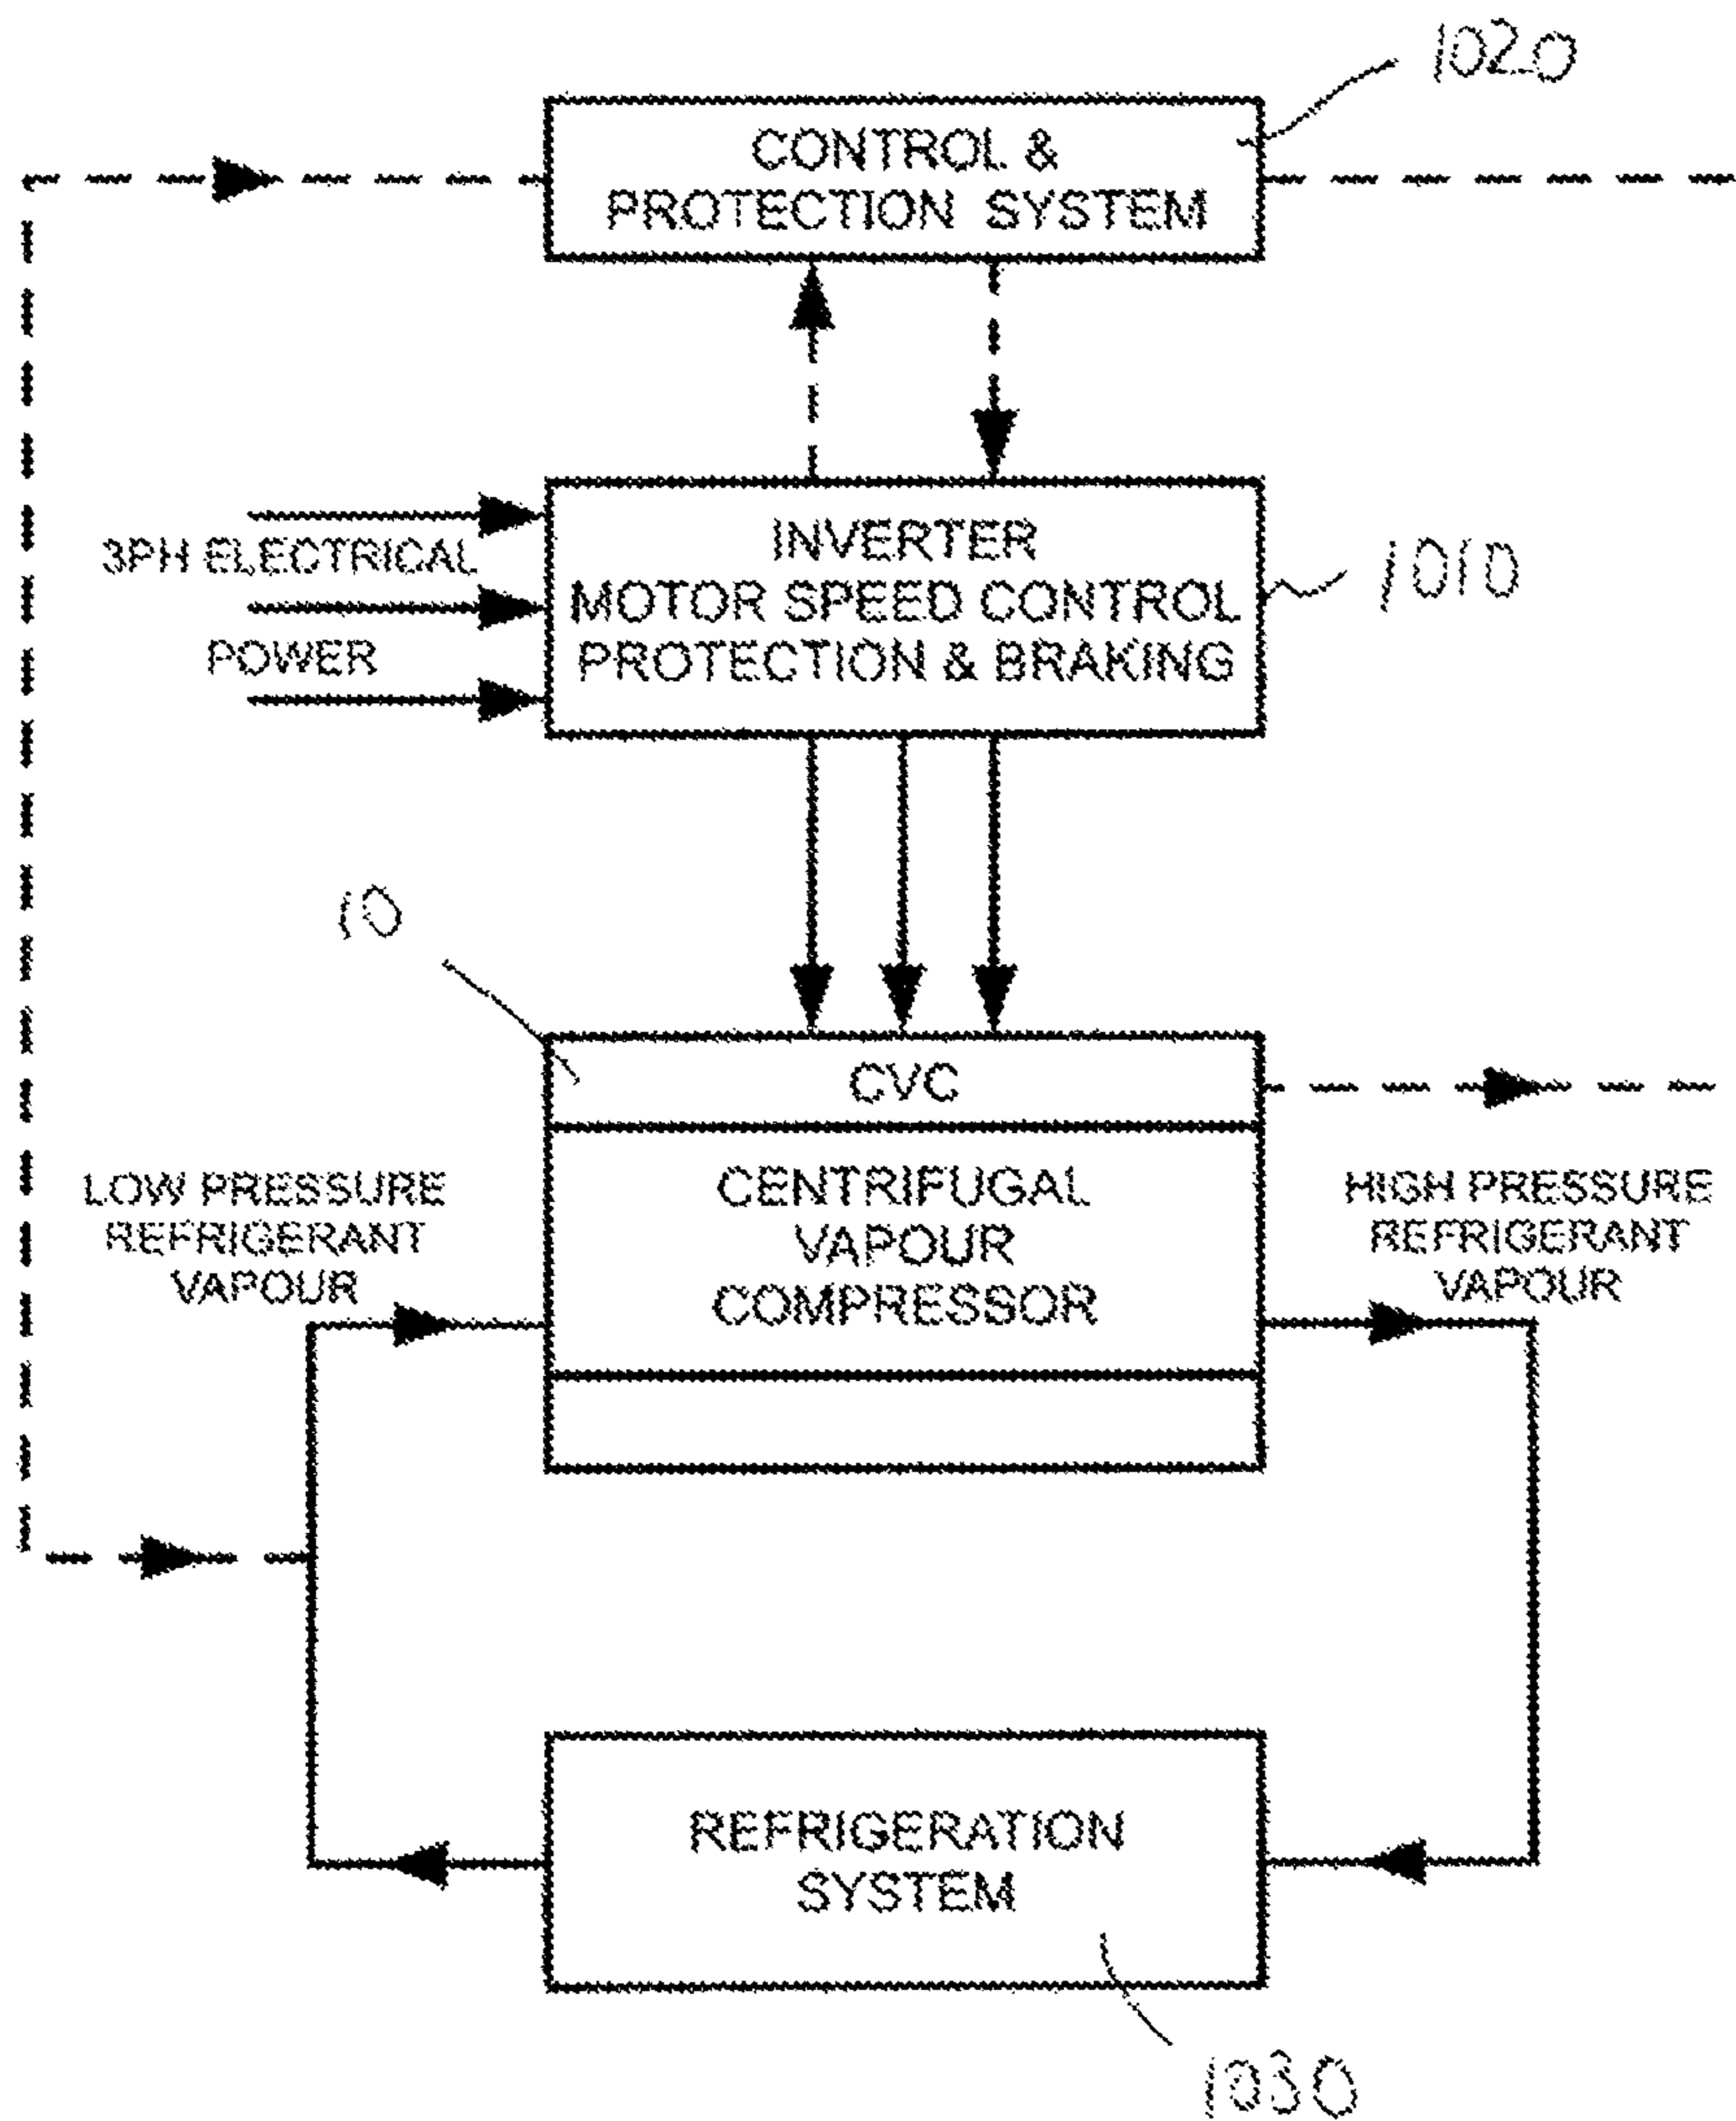 1020
CONTROL &
PROTECTION SYSTEM
3PH ELECTRICAL
POWER
INVERTER
MOTOR SPEED CONTROL
PROTECTION & BRAKING
1010
10
CVC
CENTRIFUGAL
VAPOUR
COMPRESSOR
LOW PRESSURE
REFRIGERANT
VAPOUR
HIGH PRESSURE
REFRIGERANT
VAPOUR
REFRIGERATION
SYSTEM
1030